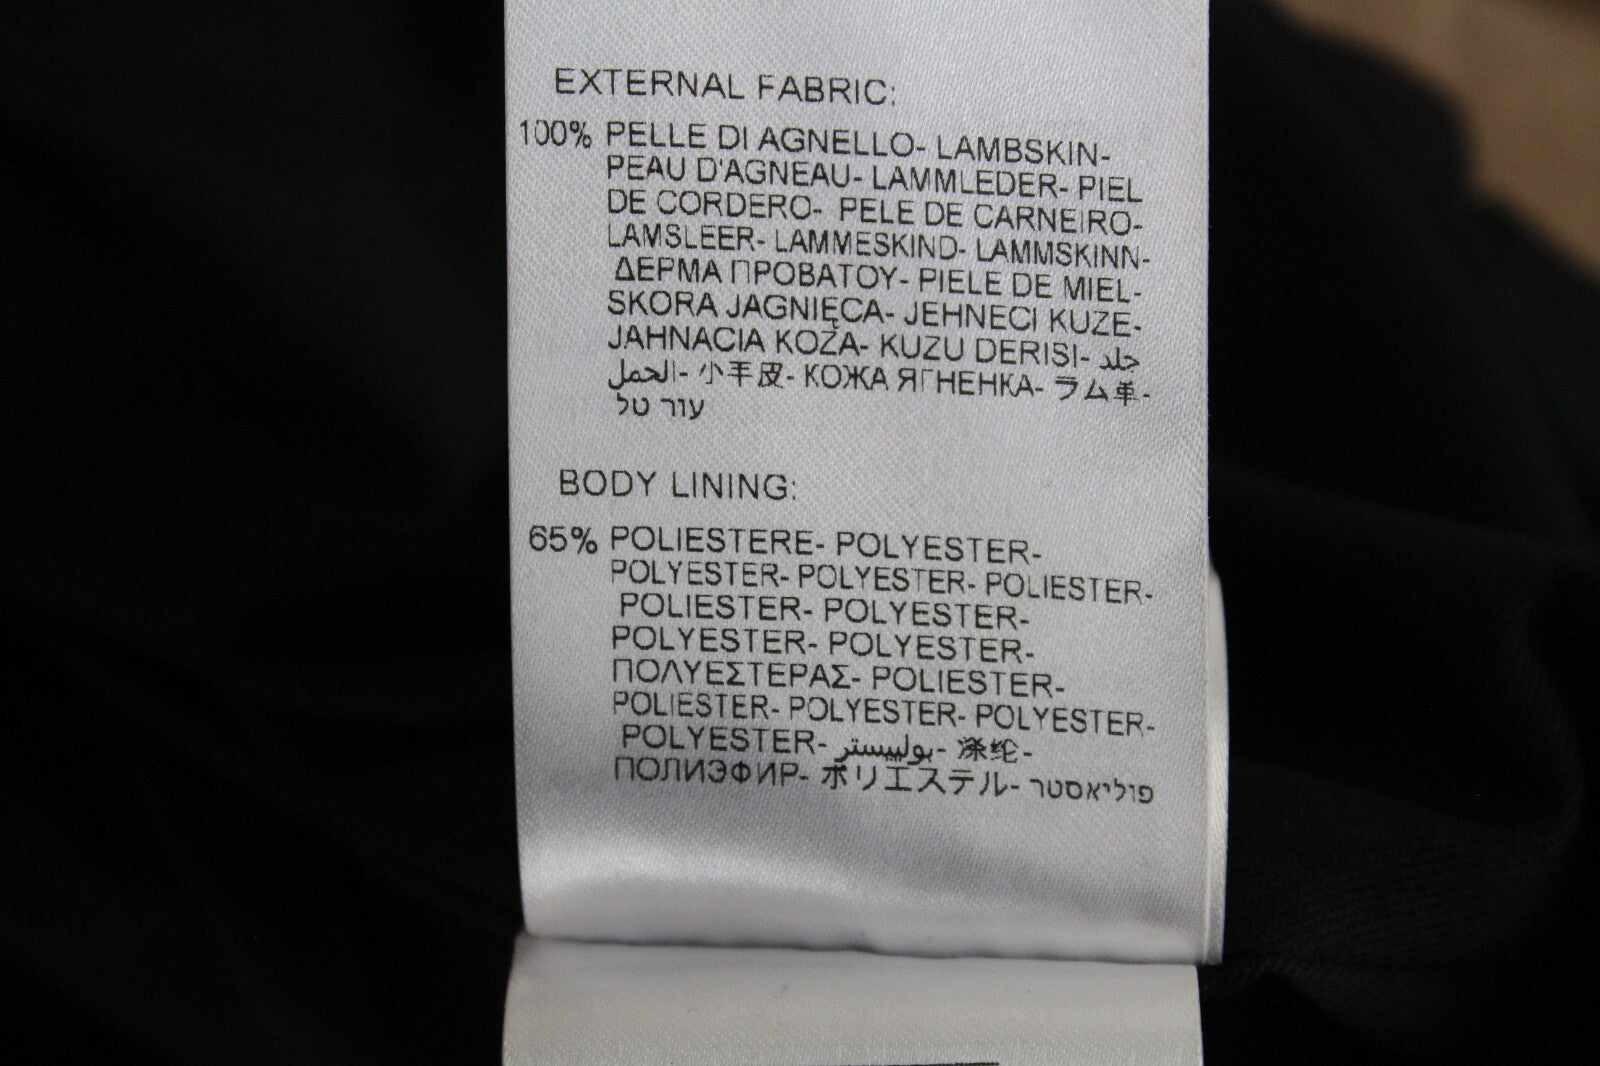 EXTERNAL FABRIC:
100% PELLE DI AGNELLO- LAMBSKIN-
PEAU D'AGNEAU- LAMMLEDER- PIEL
DE CORDERO- PELE DE CARNEIRO-
LAMSLEER- LAMMESKIND- LAMMSKINN-
ΔΕΡΜΑ ΠΡΟΒΑΤΟΥ- PIELE DE MIEL-
SKORA JAGNIĘCA- JEHNECI KUZE-
JAHNACIA KOŽA- KUZU DERISI- جلد
الحمل- 小羊皮- КОЖА ЯГНЕНКА- ラム革-
עור טל
BODY LINING:
65% POLIESTERE- POLYESTER-
POLYESTER- POLYESTER- POLIESTER-
POLIESTER- POLYESTER-
POLYESTER- POLYESTER-
ΠΟΛΥΕΣΤΕΡΑΣ- POLIESTER-
POLIESTER- POLYESTER- POLYESTER-
POLYESTER- بولييستر- 涤纶-
ПОЛИЭФИР- ポリエステル- פוליאסטר